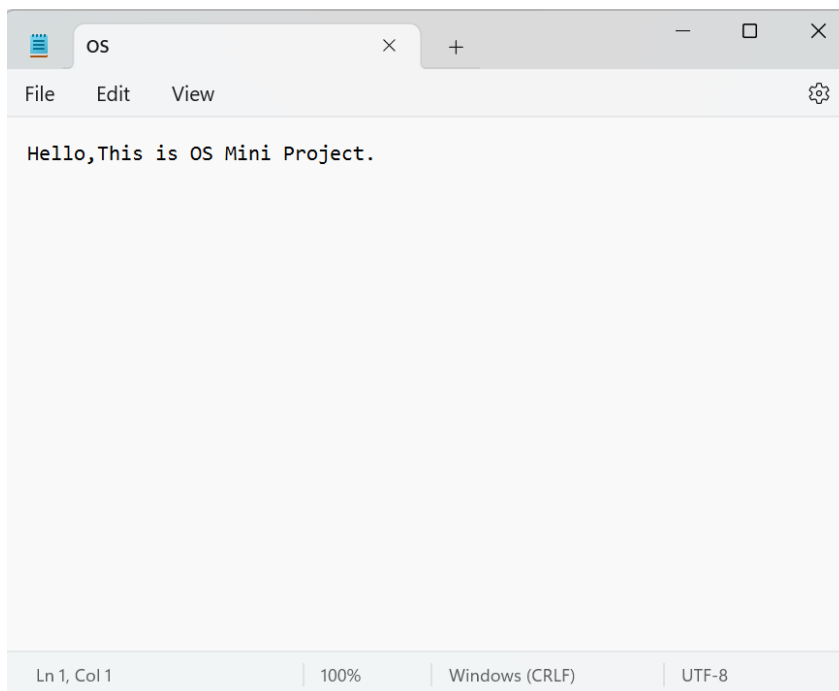 OS
File Edit View
Hello,This is OS Mini Project.
Ln 1, Col 1 100% Windows (CRLF) UTF-8